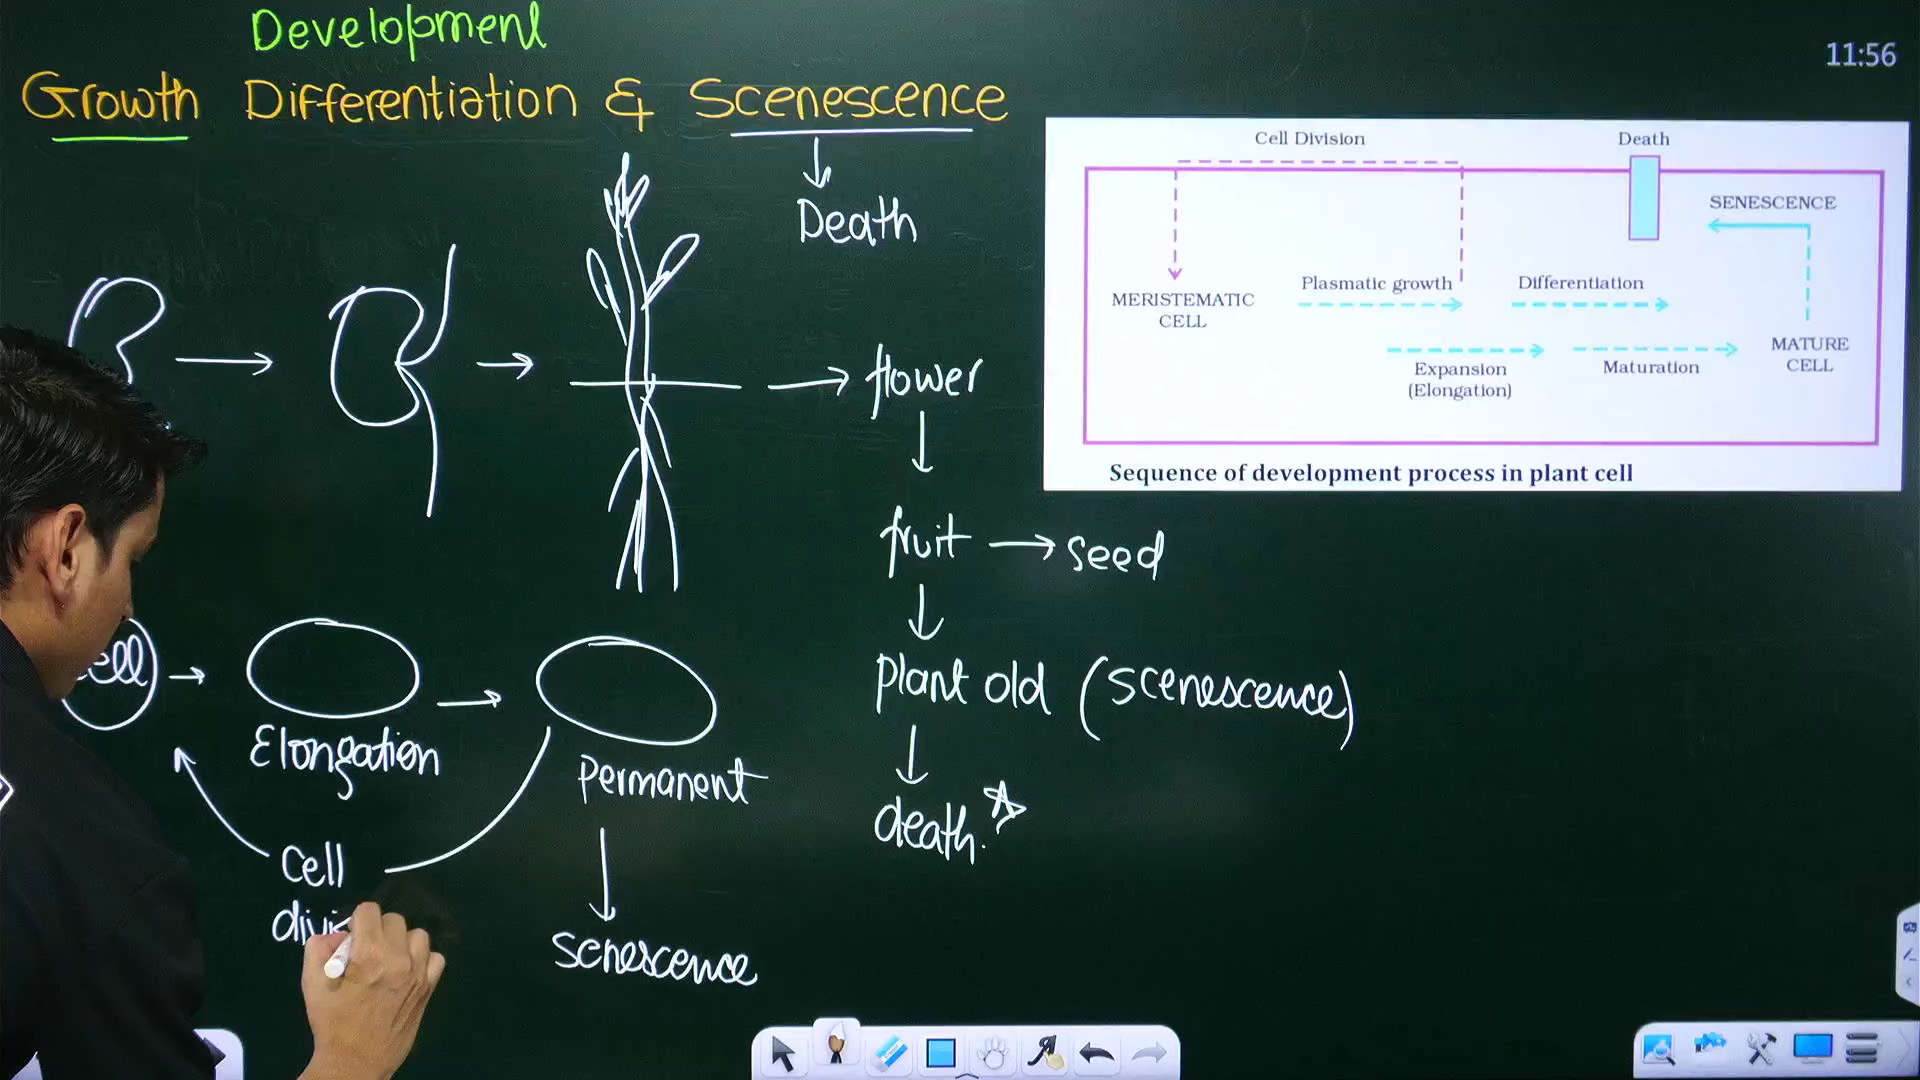 Development
11:56
Growth Differentiation & Scenescence
Death
flower
fruit → seed
plant old (scenescence)
death.
Elongation
permanent
Cell
senescence
Cell Division
Death
SENESCENCE
MERISTEMATIC
CELL
Plasmatic growth
Differentiation
Expansion
(Elongation)
Maturation
MATURE
CELL
Sequence of development process in plant cell